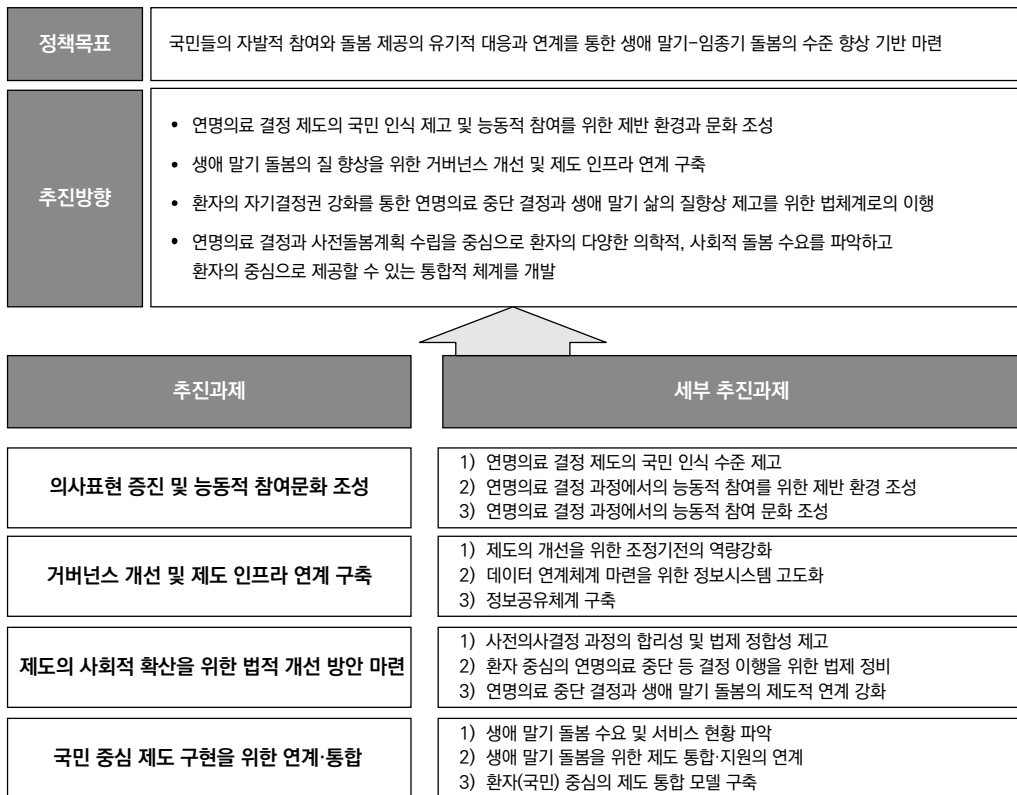 정책목표
국민들의 자발적 참여와 돌봄 제공의 유기적 대응과 연계를 통한 생애 말기-임종기 돌봄의 수준 향상 기반 마련
추진방향
• 연명의료 결정 제도의 국민 인식 제고 및 능동적 참여를 위한 제반 환경과 문화 조성
• 생애 말기 돌봄의 질 향상을 위한 거버넌스 개선 및 제도 인프라 연계 구축
• 환자의 자기결정권 강화를 통한 연명의료 중단 결정과 생애 말기 삶의 질향상 제고를 위한 법체계로의 이행
• 연명의료 결정과 사전돌봄계획 수립을 중심으로 환자의 다양한 의학적, 사회적 돌봄 수요를 파악하고
환자의 중심으로 제공할 수 있는 통합적 체계를 개발
추진과제
세부 추진과제
의사표현 증진 및 능동적 참여문화 조성
1) 연명의료 결정 제도의 국민 인식 수준 제고
2) 연명의료 결정 과정에서의 능동적 참여를 위한 제반 환경 조성
3) 연명의료 결정 과정에서의 능동적 참여 문화 조성
거버넌스 개선 및 제도 인프라 연계 구축
1) 제도의 개선을 위한 조정기전의 역량강화
2) 데이터 연계체계 마련을 위한 정보시스템 고도화
3) 정보공유체계 구축
제도의 사회적 확산을 위한 법적 개선 방안 마련
1) 사전의사결정 과정의 합리성 및 법제 정합성 제고
2) 환자 중심의 연명의료 중단 등 결정 이행을 위한 법제 정비
3) 연명의료 중단 결정과 생애 말기 돌봄의 제도적 연계 강화
국민 중심 제도 구현을 위한 연계·통합
1) 생애 말기 돌봄 수요 및 서비스 현황 파악
2) 생애 말기 돌봄을 위한 제도 통합·지원의 연계
3) 환자(국민) 중심의 제도 통합 모델 구축